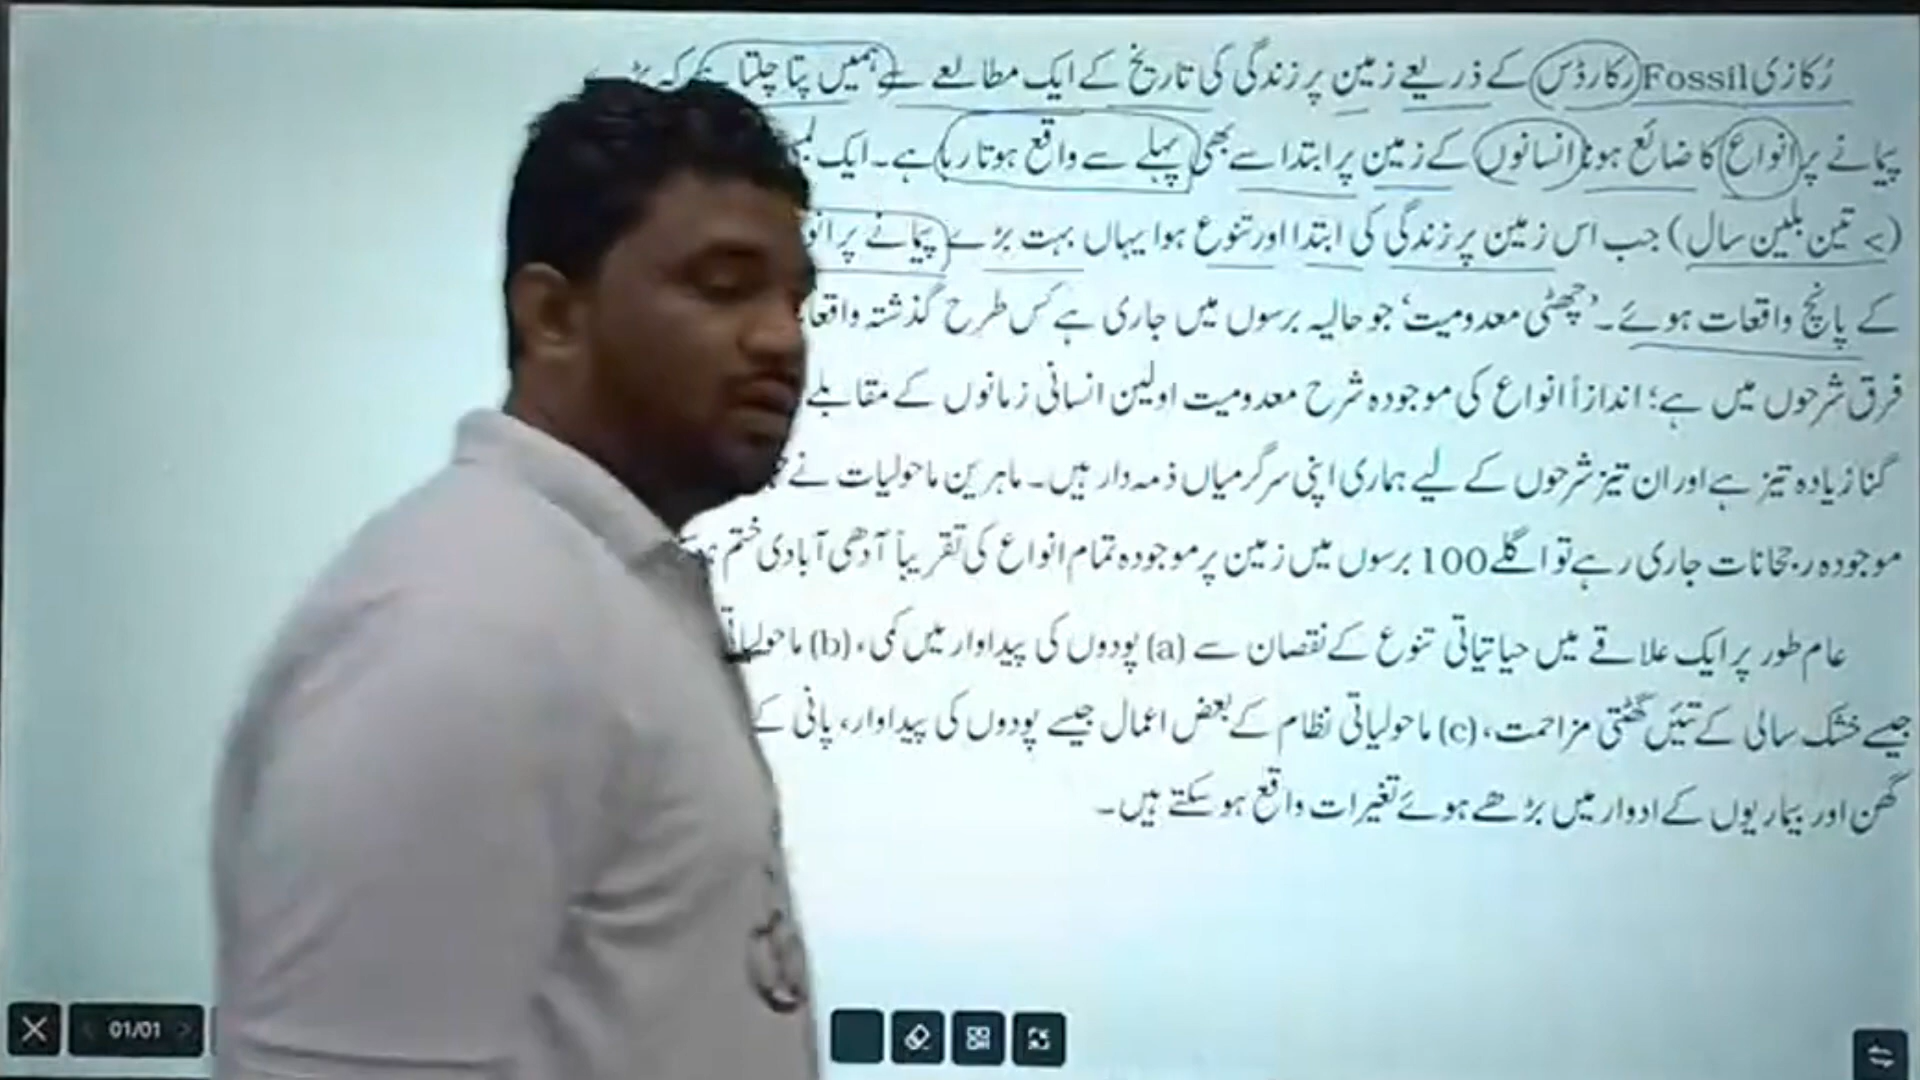 رُکازی Fossil رکارڈس کے ذریعے زمین پر زندگی کی تاریخ کے ایک مطالعے سے ہمیں پتا چلتا ہے کہ بڑے
پیمانے پر انواع کا ضائع ہونا انسانوں کے زمین پر ابتدا سے بھی پہلے سے واقع ہوتا رہا ہے۔ ایک
(> تین بلین سال) جب اس زمین پر زندگی کی ابتدا اور تنوع ہوا یہاں بہت بڑے پیمانے پر
کے پانچ واقعات ہوئے۔ ’چھٹی معدومیت‘ جو حالیہ برسوں میں جاری ہے کس طرح گذشتہ
فرق شرحوں میں ہے؛ اندازاً انواع کی موجودہ شرح معدومیت اولین انسانی زمانوں کے مقابلے
گنا زیادہ تیز ہے اور ان تیز شرحوں کے لیے ہماری اپنی سرگرمیاں ذمہ دار ہیں۔ ماہرین ماحولیات نے
موجودہ رجحانات جاری رہے تو اگلے 100 برسوں میں زمین پر موجودہ تمام انواع کی تقریباً آدھی آبادی ختم
عام طور پر ایک علاقے میں حیاتیاتی تنوع کے نقصان سے (a) پودوں کی پیداوار میں کمی، (b)
جیسے خشک سالی کے تئیں گھٹتی مزاحمت، (c) ماحولیاتی نظام کے بعض اعمال جیسے پودوں کی پیداوار، پانی کے
گھن اور بیماریوں کے ادوار میں بڑھے ہوئے تغیرات واقع ہو سکتے ہیں۔
01/01